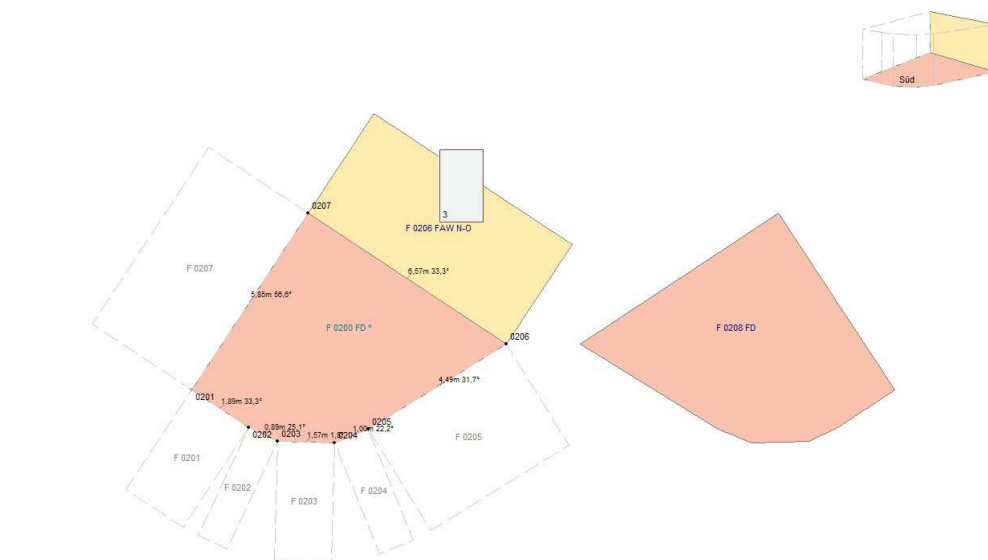 Süd
0207
3
F 0206 FAW N-O
F 0207
6,57m 33,3°
5,85m 56,6°
F 0200 FD *
F 0208 FD
0206
4,49m 31,7°
0201
1,89m 33,3°
0205
0,89m 25,1°
1,00m 22,2°
0202
0203
1,57m
0204
F 0205
F 0201
F 0202
F 0204
F 0203